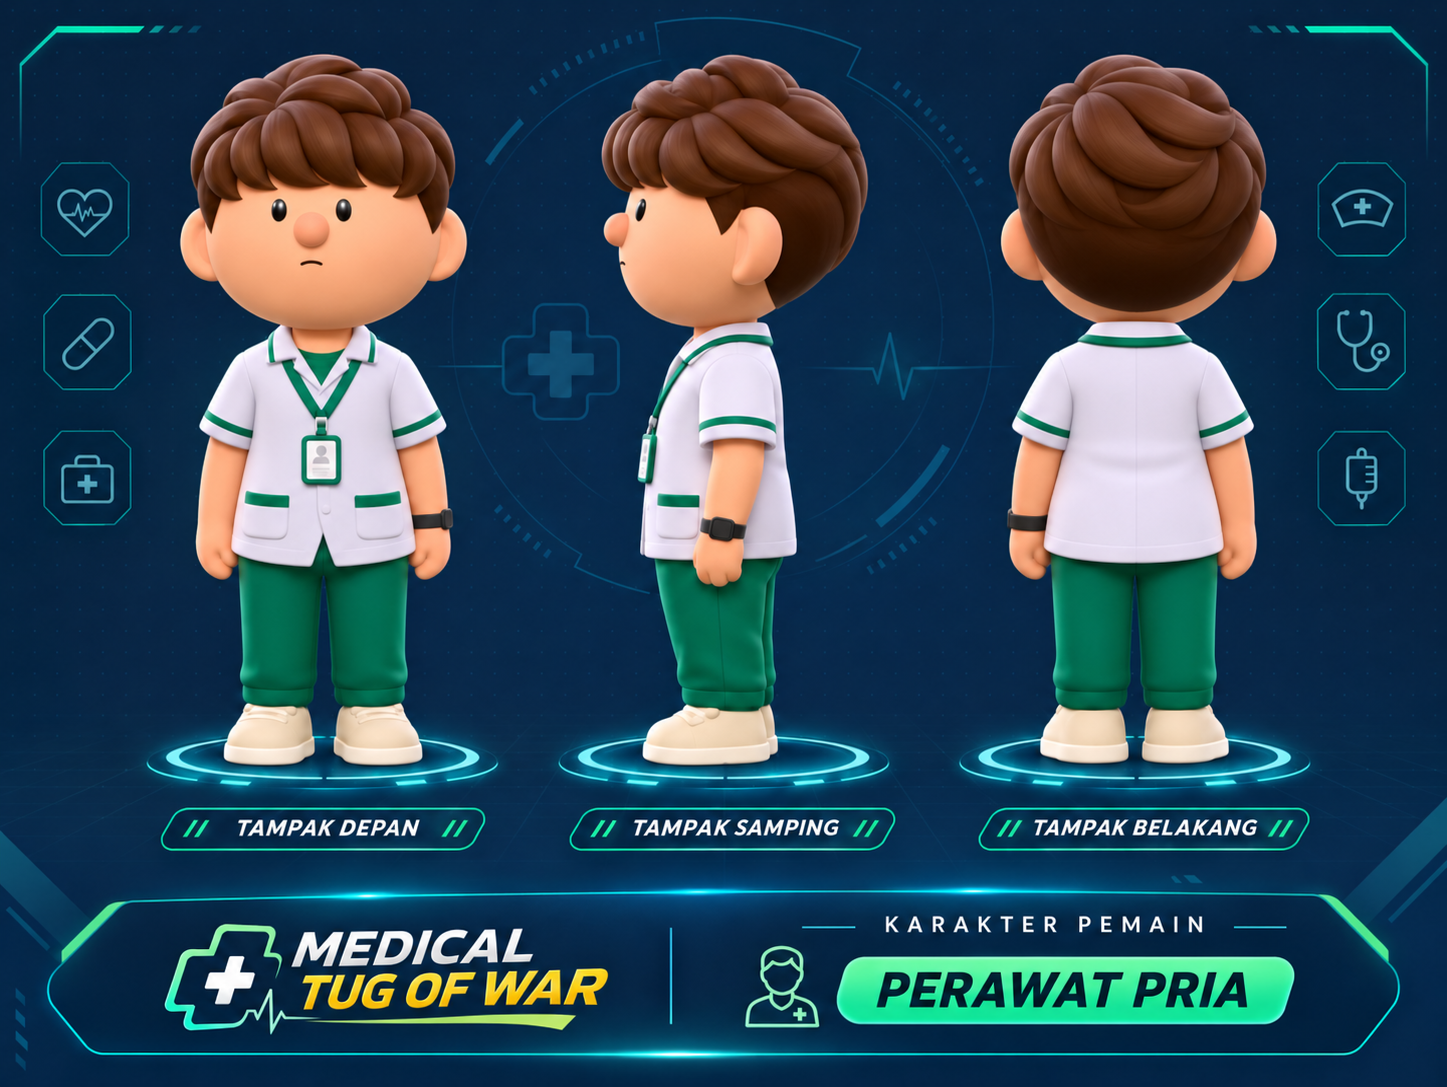 TAMPAK DEPAN
TAMPAK SAMPING
TAMPAK BELAKANG
MEDICAL
TUG OF WAR
KARAKTER PEMAIN
PERAWAT PRIA